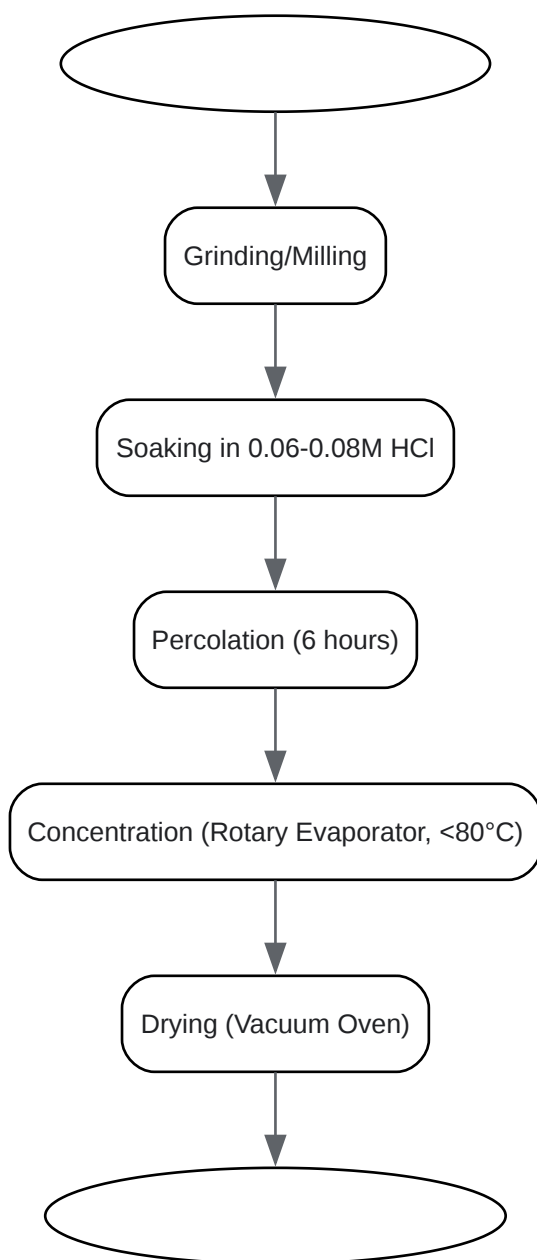 Grinding/Milling
Soaking in 0.06-0.08M HCl
Percolation (6 hours)
Concentration (Rotary Evaporator, <80°C)
Drying (Vacuum Oven)